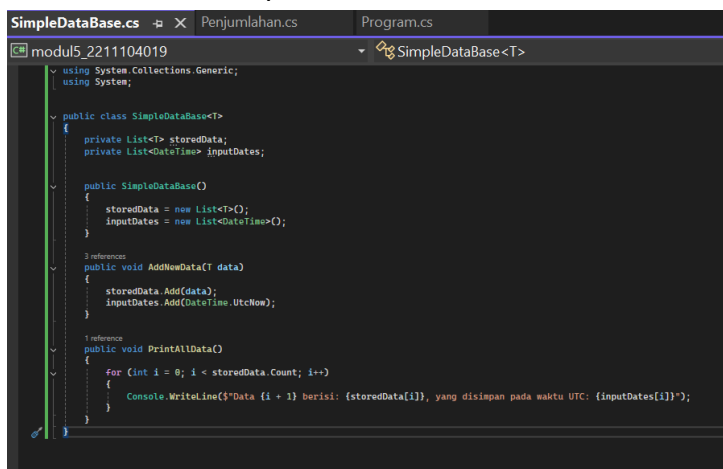 SimpleDataBase.cs Penjumlahan.cs Program.cs
C# modul5_2211104019 SimpleDataBase<T>
using System.Collections.Generic;
using System;
public class SimpleDataBase<T>
{
private List<T> storedData;
private List<DateTime> inputDates;
public SimpleDataBase()
{
storedData = new List<T>();
inputDates = new List<DateTime>();
}
3 references
public void AddNewData(T data)
{
storedData.Add(data);
inputDates.Add(DateTime.UtcNow);
}
1 reference
public void PrintAllData()
{
for (int i = 0; i < storedData.Count; i++)
{
Console.WriteLine($"Data {i + 1} berisi: {storedData[i]}, yang disimpan pada waktu UTC: {inputDates[i]}");
}
}
}